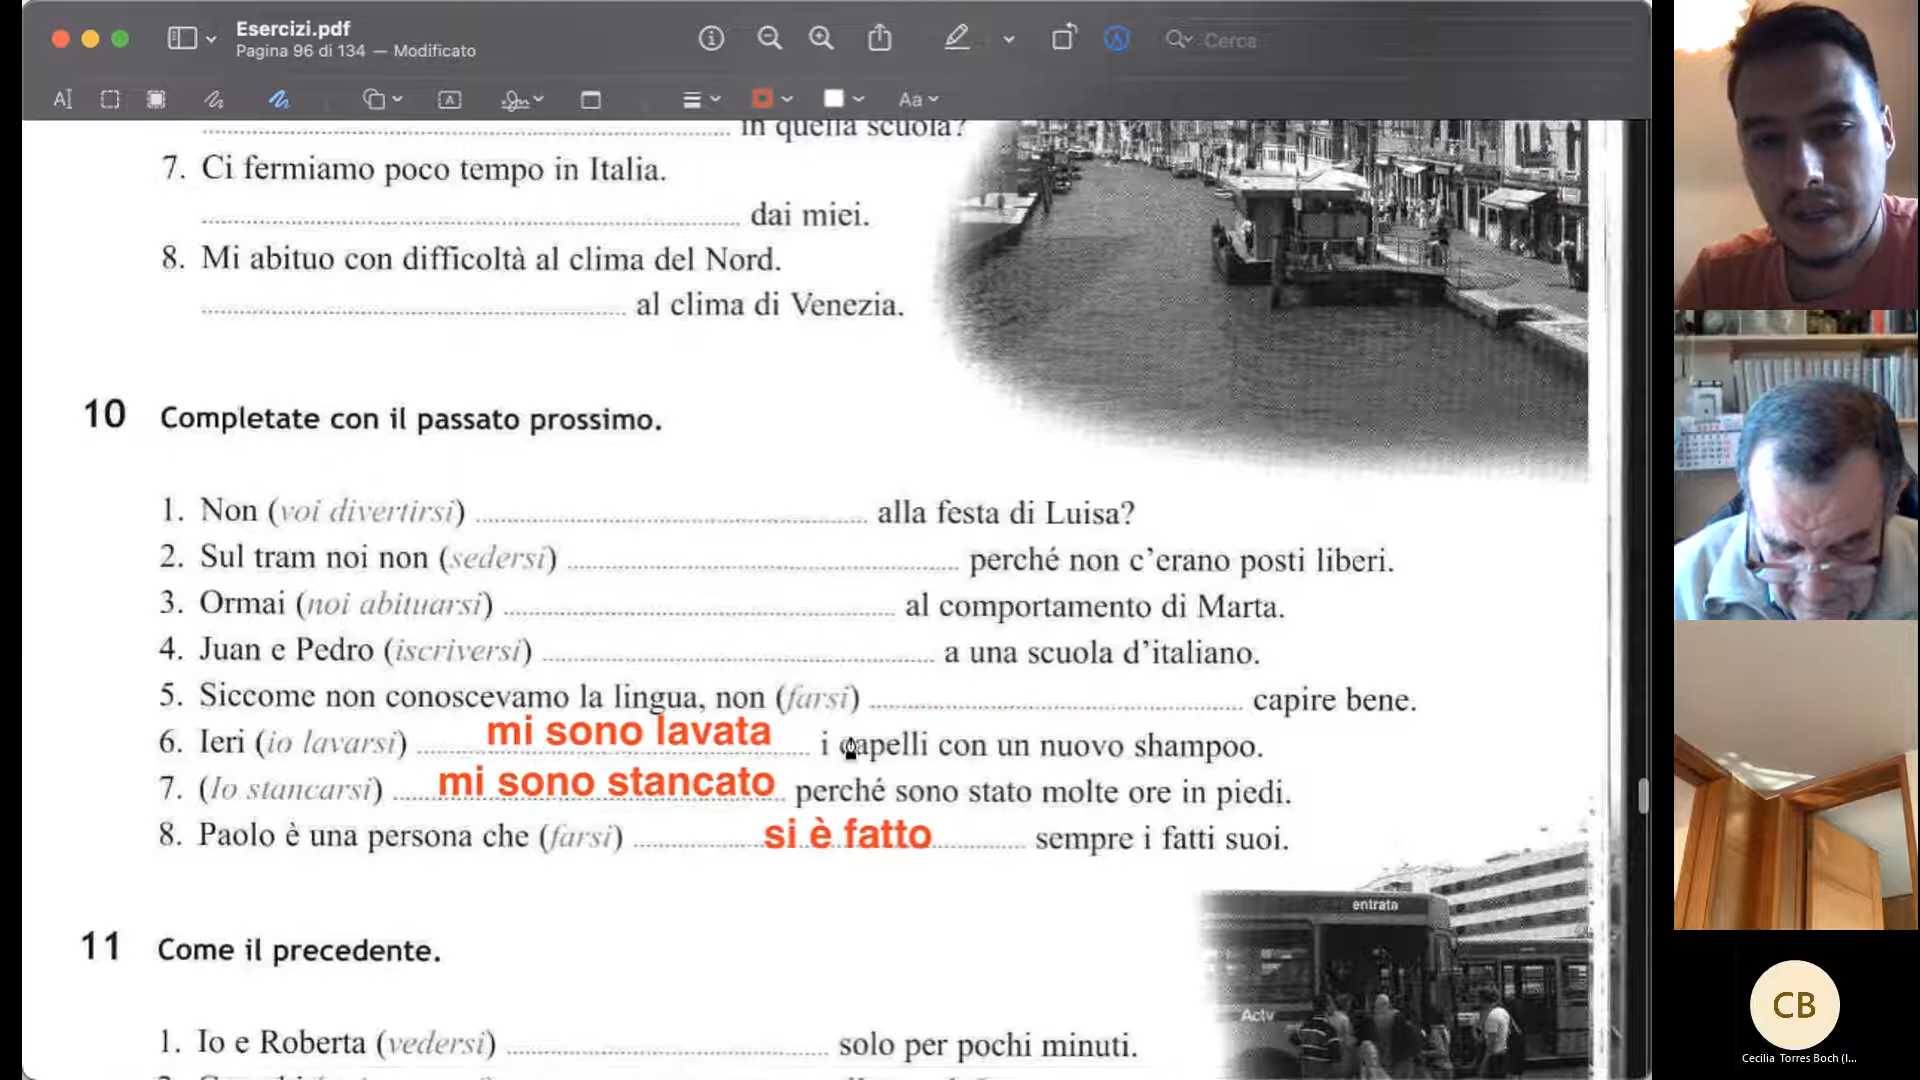 Esercizi.pdf
Pagina 96 di 134 — Modificato
Cerca
Aa
in quella scuola?
7. Ci fermiamo poco tempo in Italia.
dai miei.
8. Mi abituo con difficoltà al clima del Nord.
al clima di Venezia.
10 Completate con il passato prossimo.
1. Non (voi divertirsi) alla festa di Luisa?
2. Sul tram noi non (sedersi) perché non c'erano posti liberi.
3. Ormai (noi abituarsi) al comportamento di Marta.
4. Juan e Pedro (iscriversi) a una scuola d'italiano.
5. Siccome non conoscevamo la lingua, non (farsi) capire bene.
6. Ieri (io lavarsi) mi sono lavata i capelli con un nuovo shampoo.
7. (Io stancarsi) mi sono stancato perché sono stato molte ore in piedi.
8. Paolo è una persona che (farsi) si è fatto sempre i fatti suoi.
entrata
Actv
11 Come il precedente.
1. Io e Roberta (vedersi) solo per pochi minuti.
CB
Cecilia Torres Boch (I...